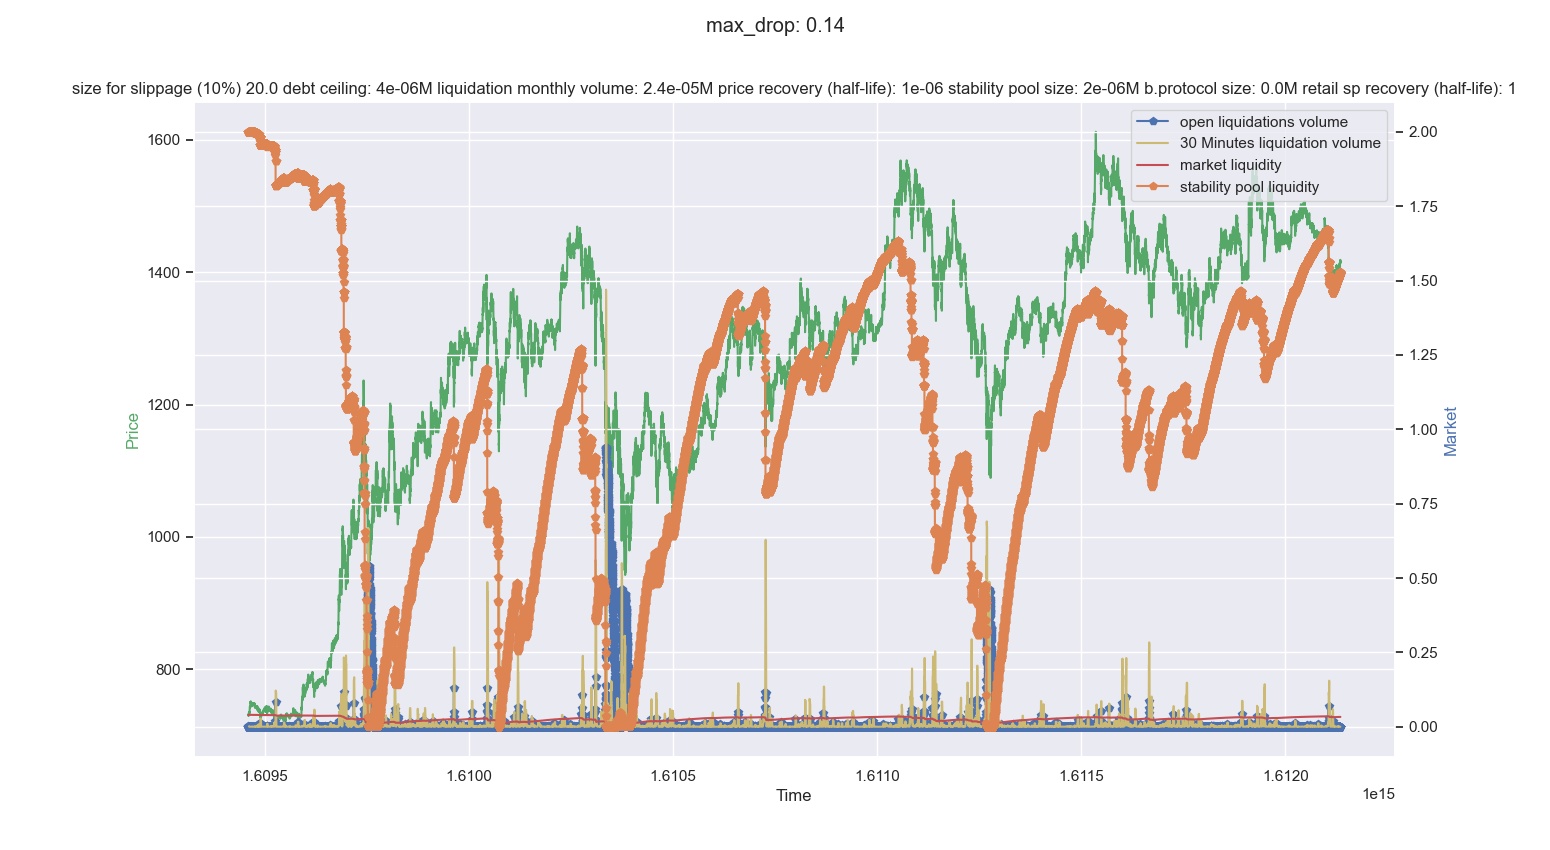 max_drop: 0.14
size for slippage (10%) 20.0 debt ceiling: 4e-06M liquidation monthly volume: 2.4e-05M price recovery (half-life): 1e-06 stability pool size: 2e-06M b.protocol size: 0.0M retail sp recovery (half-life): 1
open liquidations volume
30 Minutes liquidation volume
market liquidity
stability pool liquidity
1600
1400
1200
1000
800
Price
2.00
1.75
1.50
1.25
1.00
0.75
0.50
0.25
0.00
Market
1.6095 1.6100 1.6105 1.6110 1.6115 1.6120
Time
1e15